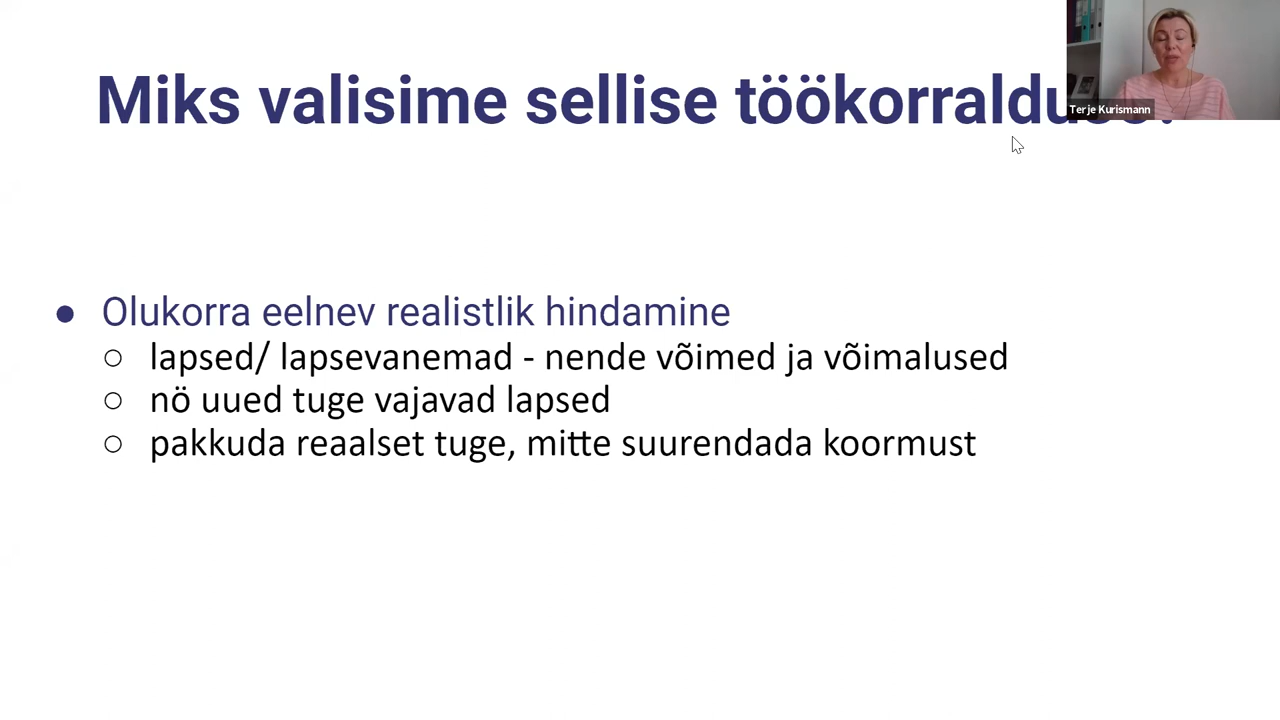 Miks valisime sellise
Terje Kurismann
● Olukorra eelnev realistlik hindamine
○ lapsed/ lapsevanemad - nende võimed ja võimalused
○ nö uued tuge vajavad lapsed
○ pakkuda reaalset tuge, mitte suurendada koormust